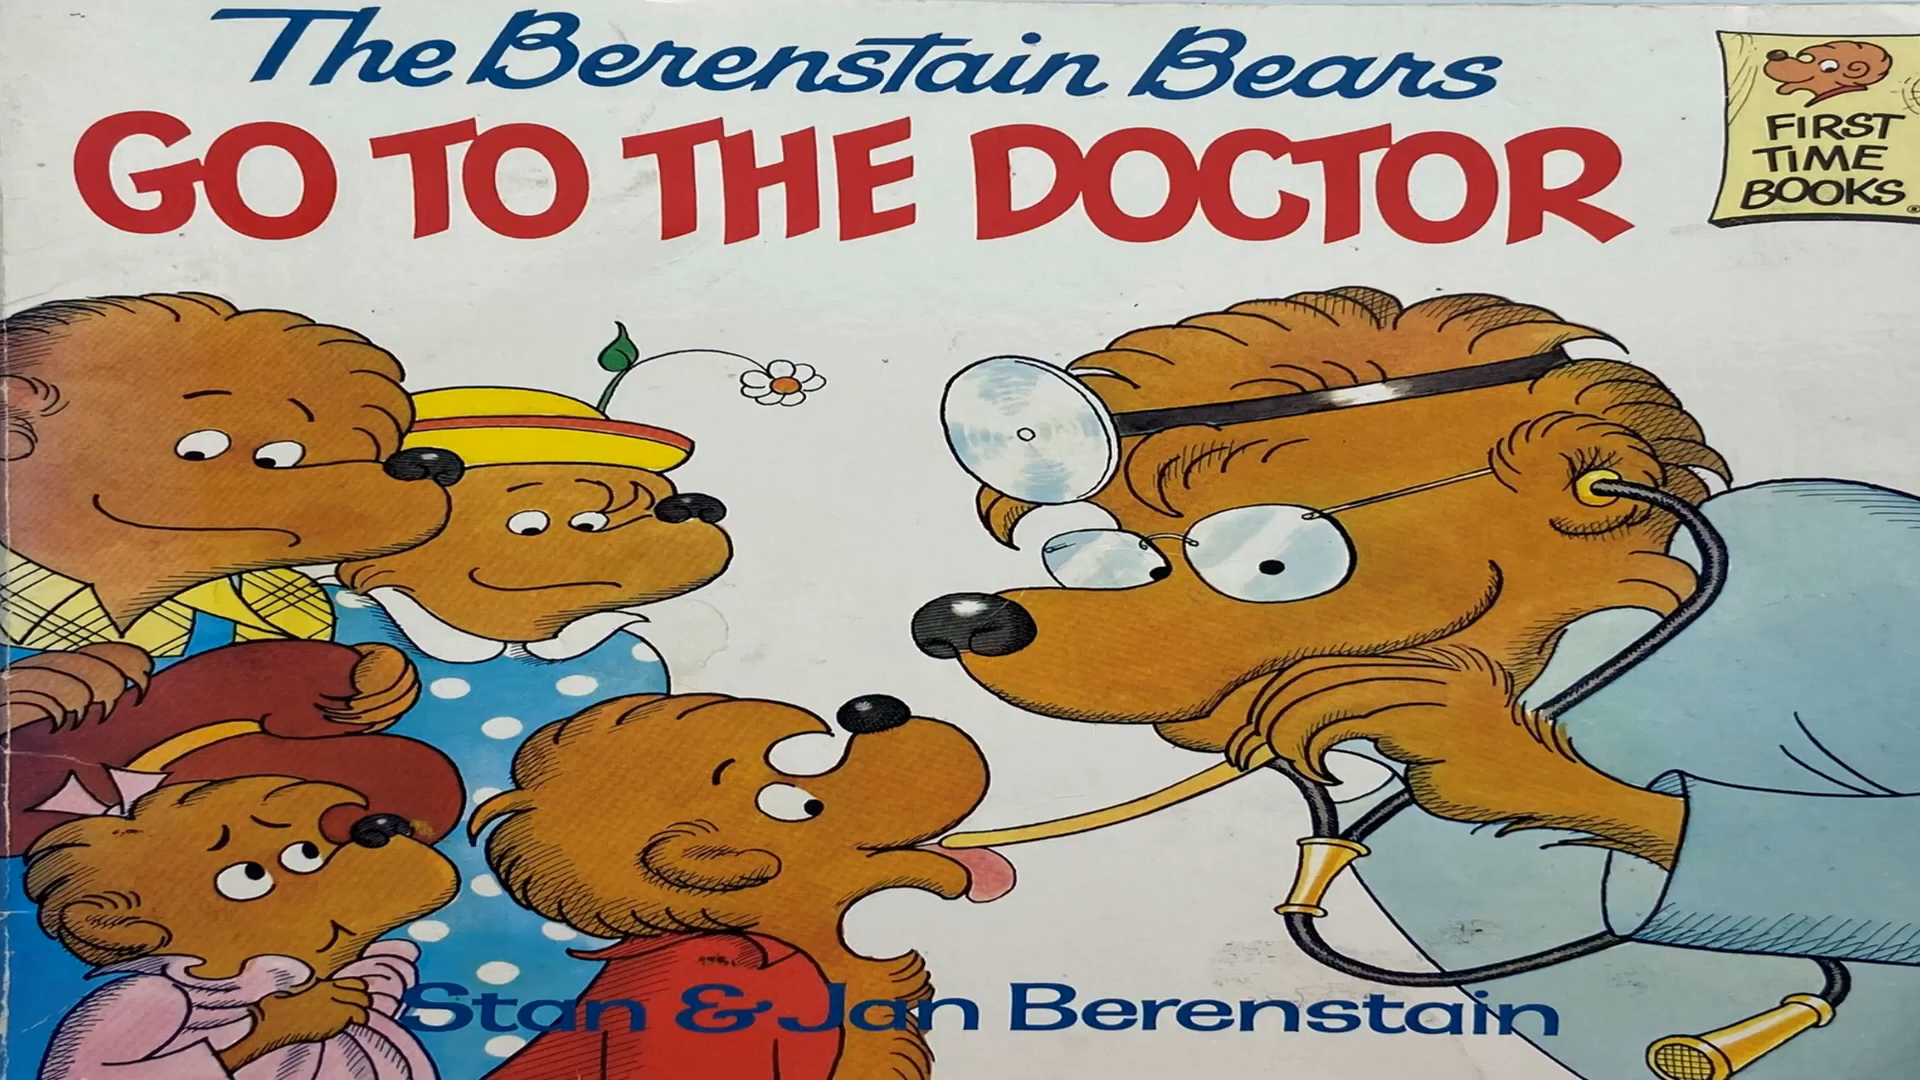 The Berenstain Bears
GO TO THE DOCTOR
FIRST
TIME
BOOKS®
Stan & Jan Berenstain